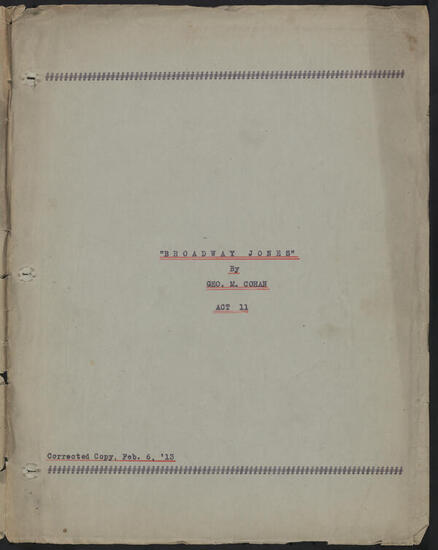 "BROADWAY JONES"
By
GEO. M. COHAN
ACT 11
Corrected Copy, Feb. 6, '13